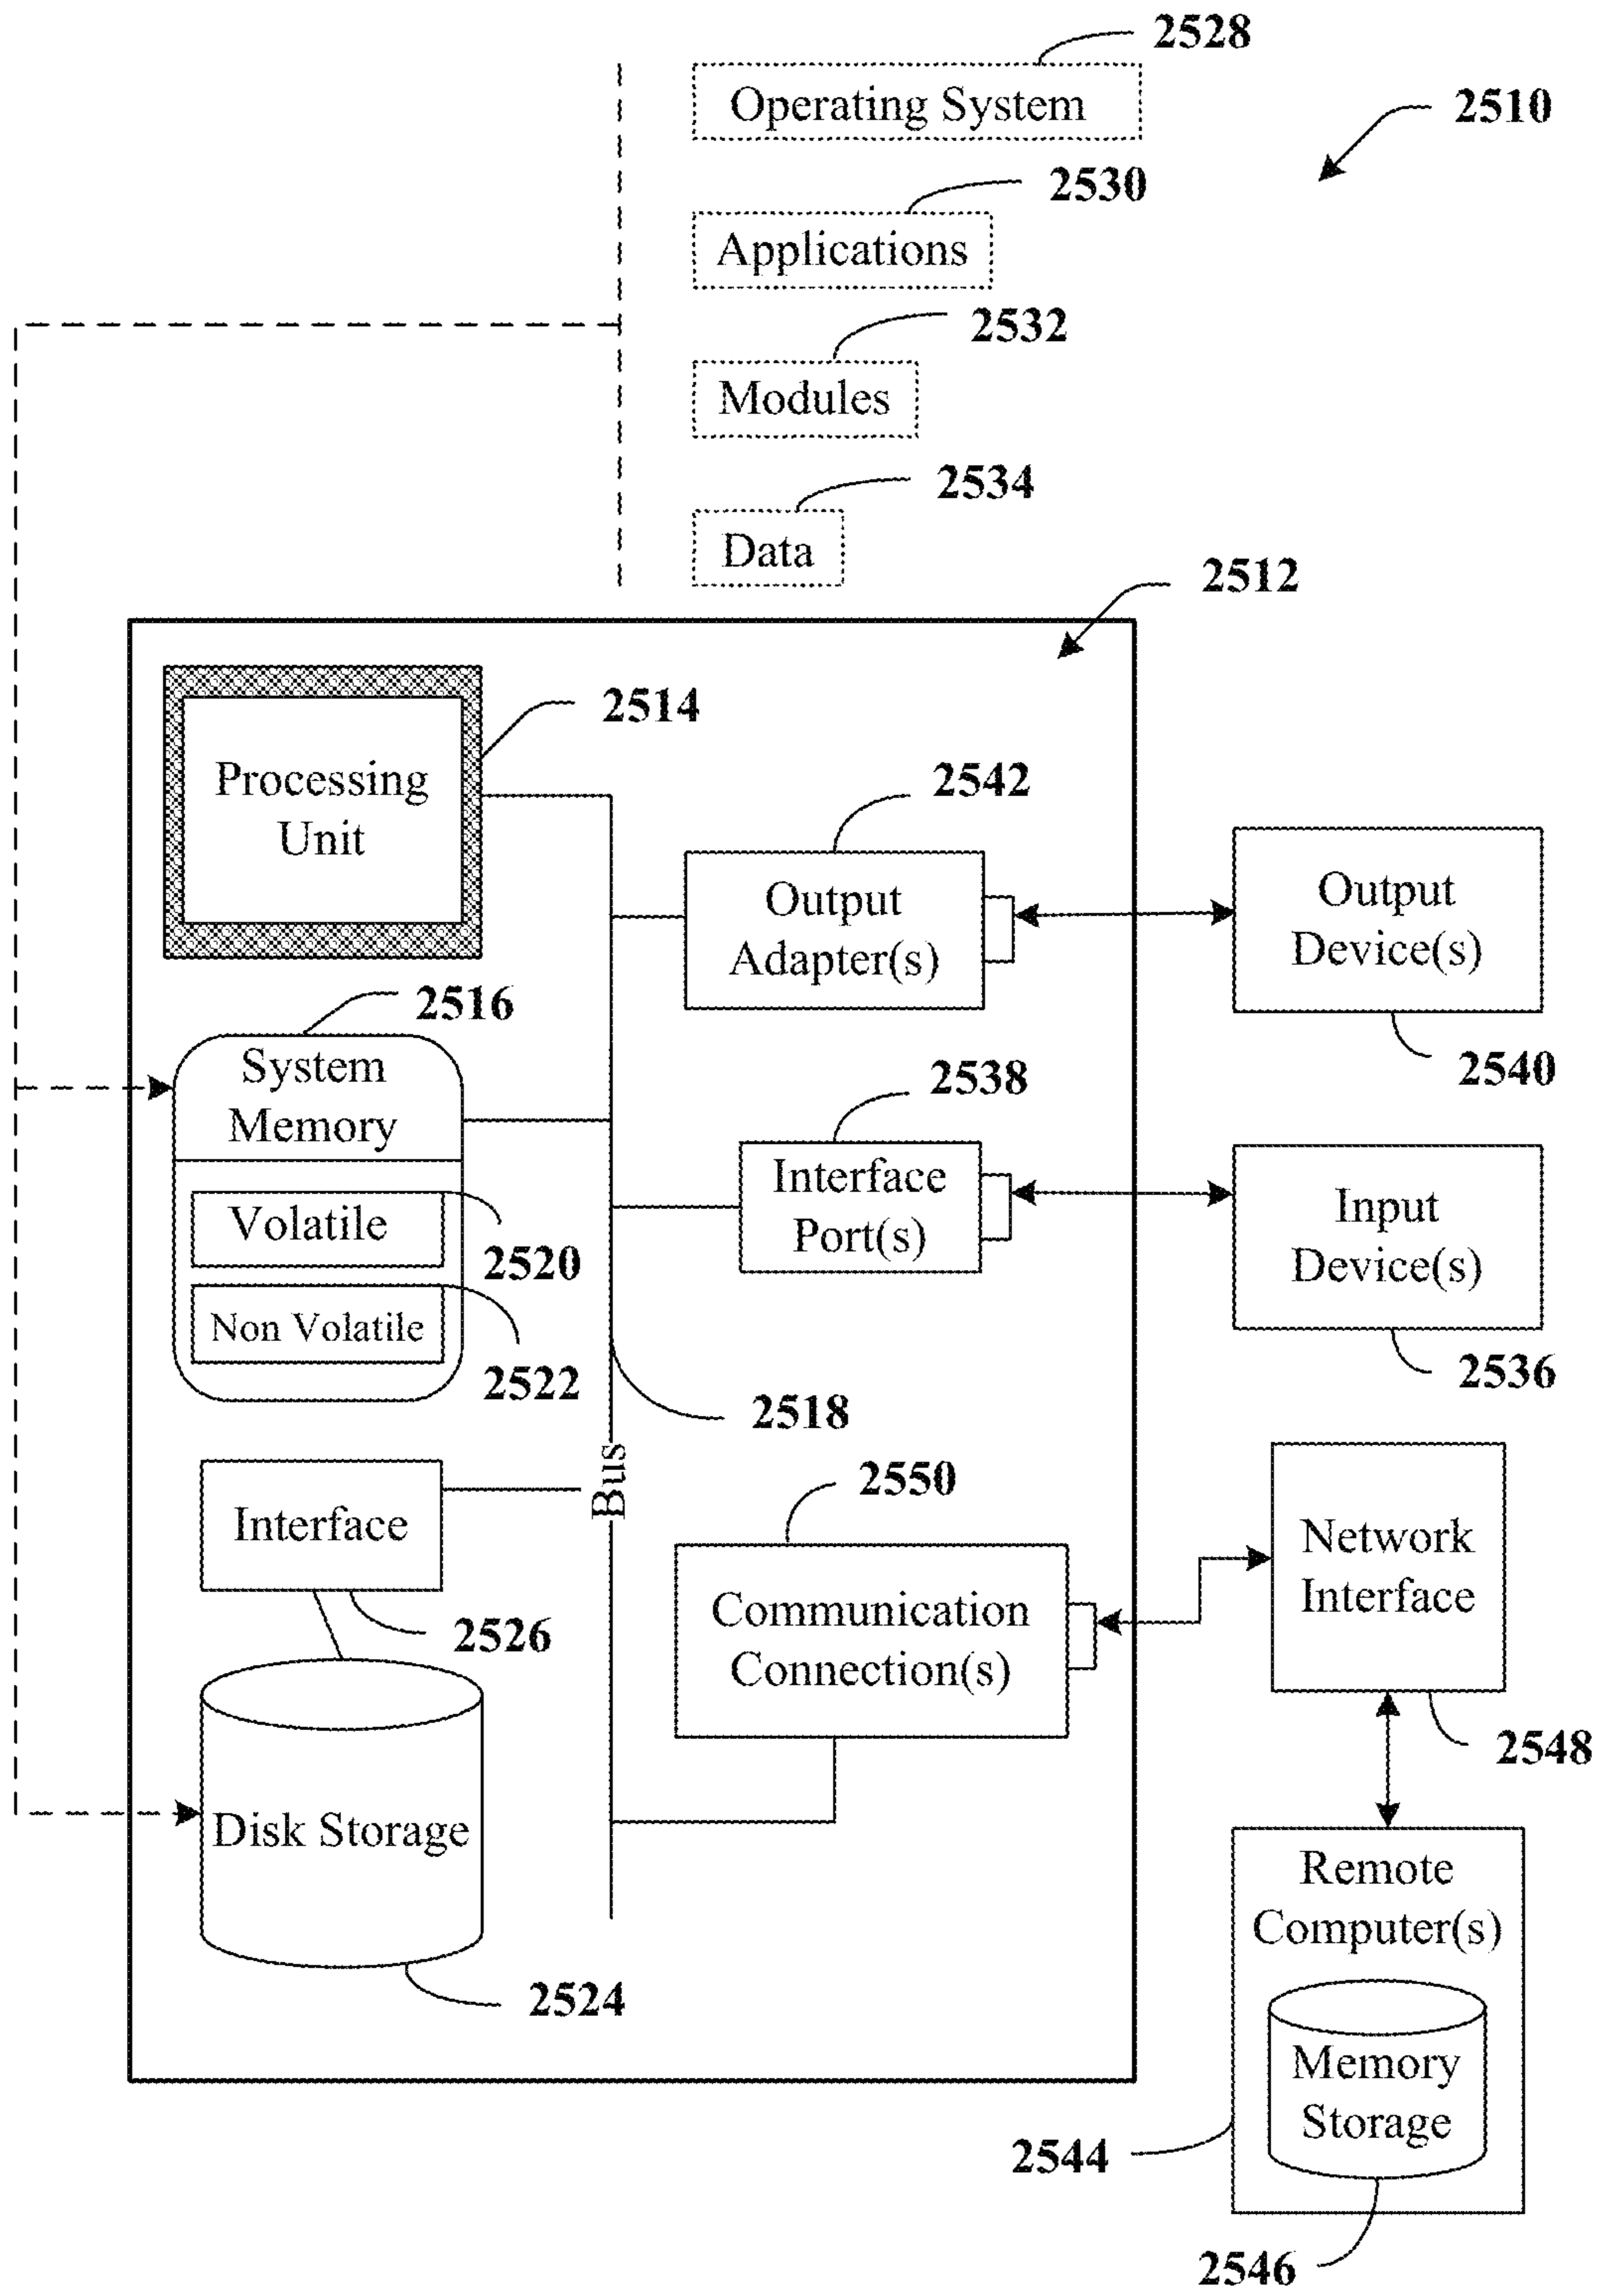 2528
Operating System
2510
2530
Applications
2532
Modules
2534
Data
2512
2514
Processing
Unit
2542
Output
Adapter(s)
Output
Device(s)
2540
2516
System
Memory
2538
Interface
Port(s)
Input
Device(s)
2536
Volatile
2520
Non Volatile
2522
2518
Bus
Interface
2526
2550
Communication
Connection(s)
Network
Interface
2548
Disk Storage
2524
Remote
Computer(s)
Memory
Storage
2544
2546